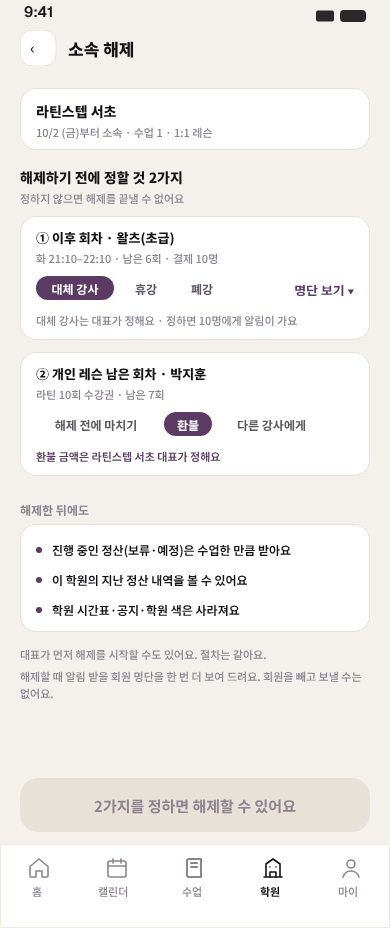 9:41
‹ 소속 해제
라틴스텝 서초
10/2 (금)부터 소속 · 수업 1 · 1:1 레슨
해제하기 전에 정할 것 2가지
정하지 않으면 해제를 끝낼 수 없어요
① 이후 회차 · 왈츠(초급)
화 21:10–22:10 · 남은 6회 · 결제 10명
대체 강사 휴강 폐강 명단 보기 ▾
대체 강사는 대표가 정해요 · 정하면 10명에게 알림이 가요
② 개인 레슨 남은 회차 · 박지훈
라틴 10회 수강권 · 남은 7회
해제 전에 마치기 환불 다른 강사에게
환불 금액은 라틴스텝 서초 대표가 정해요
해제한 뒤에도
진행 중인 정산(보류·예정)은 수업한 만큼 받아요
이 학원의 지난 정산 내역을 볼 수 있어요
학원 시간표·공지·학원 색은 사라져요
대표가 먼저 해제를 시작할 수도 있어요. 절차는 같아요.
해제할 때 알림 받을 회원 명단을 한 번 더 보여 드려요. 회원을 빼고 보낼 수는
없어요.
2가지를 정하면 해제할 수 있어요
홈 캘린더 수업 학원 마이